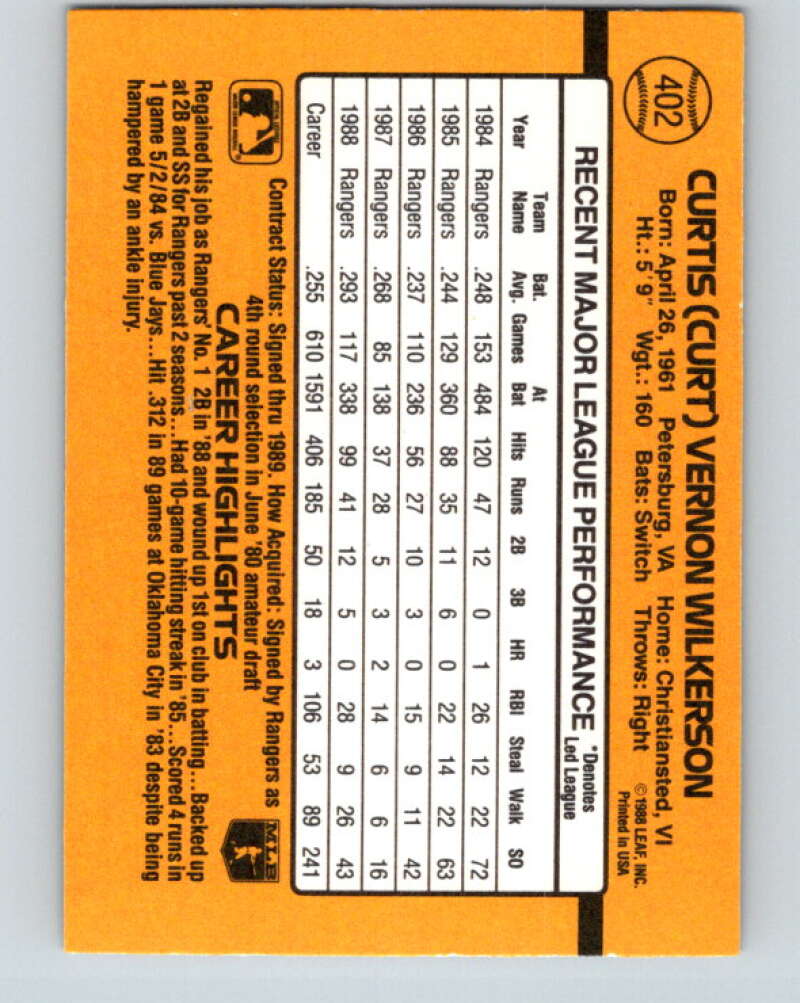 402
CURTIS (CURT) VERNON WILKERSON
Born: April 26, 1961 Petersburg, VA Home: Christiansted, VI
Ht.: 5'9" Wgt.: 160 Bats: Switch Throws: Right
©1988 LEAF, INC.
Printed in USA
RECENT MAJOR LEAGUE PERFORMANCE
*Denotes
Led League
Year Team Name Bat. Avg. Games At Bat Hits Runs 2B 3B HR RBI Steal Walk SO
1984 Rangers .248 153 484 120 47 12 0 1 26 12 22 72
1985 Rangers .244 129 360 88 35 11 6 0 22 14 22 63
1986 Rangers .237 110 236 56 27 10 3 0 15 9 11 42
1987 Rangers .268 85 138 37 28 5 3 2 14 6 6 16
1988 Rangers .293 117 338 99 41 12 5 0 28 9 26 43
Career .255 610 1591 406 185 50 18 3 106 53 89 241
Contract Status: Signed thru 1989. How Acquired: Signed by Rangers as
4th round selection in June '80 amateur draft
MLB
CAREER HIGHLIGHTS
Regained his job as Rangers' No. 1 2B in '88 and wound up 1st on club in batting...Backed up
at 2B and SS for Rangers past 2 seasons...Had 10-game hitting streak in '85...Scored 4 runs in
1 game 5/2/84 vs. Blue Jays...Hit .312 in 89 games at Oklahoma City in '83 despite being
hampered by an ankle injury.